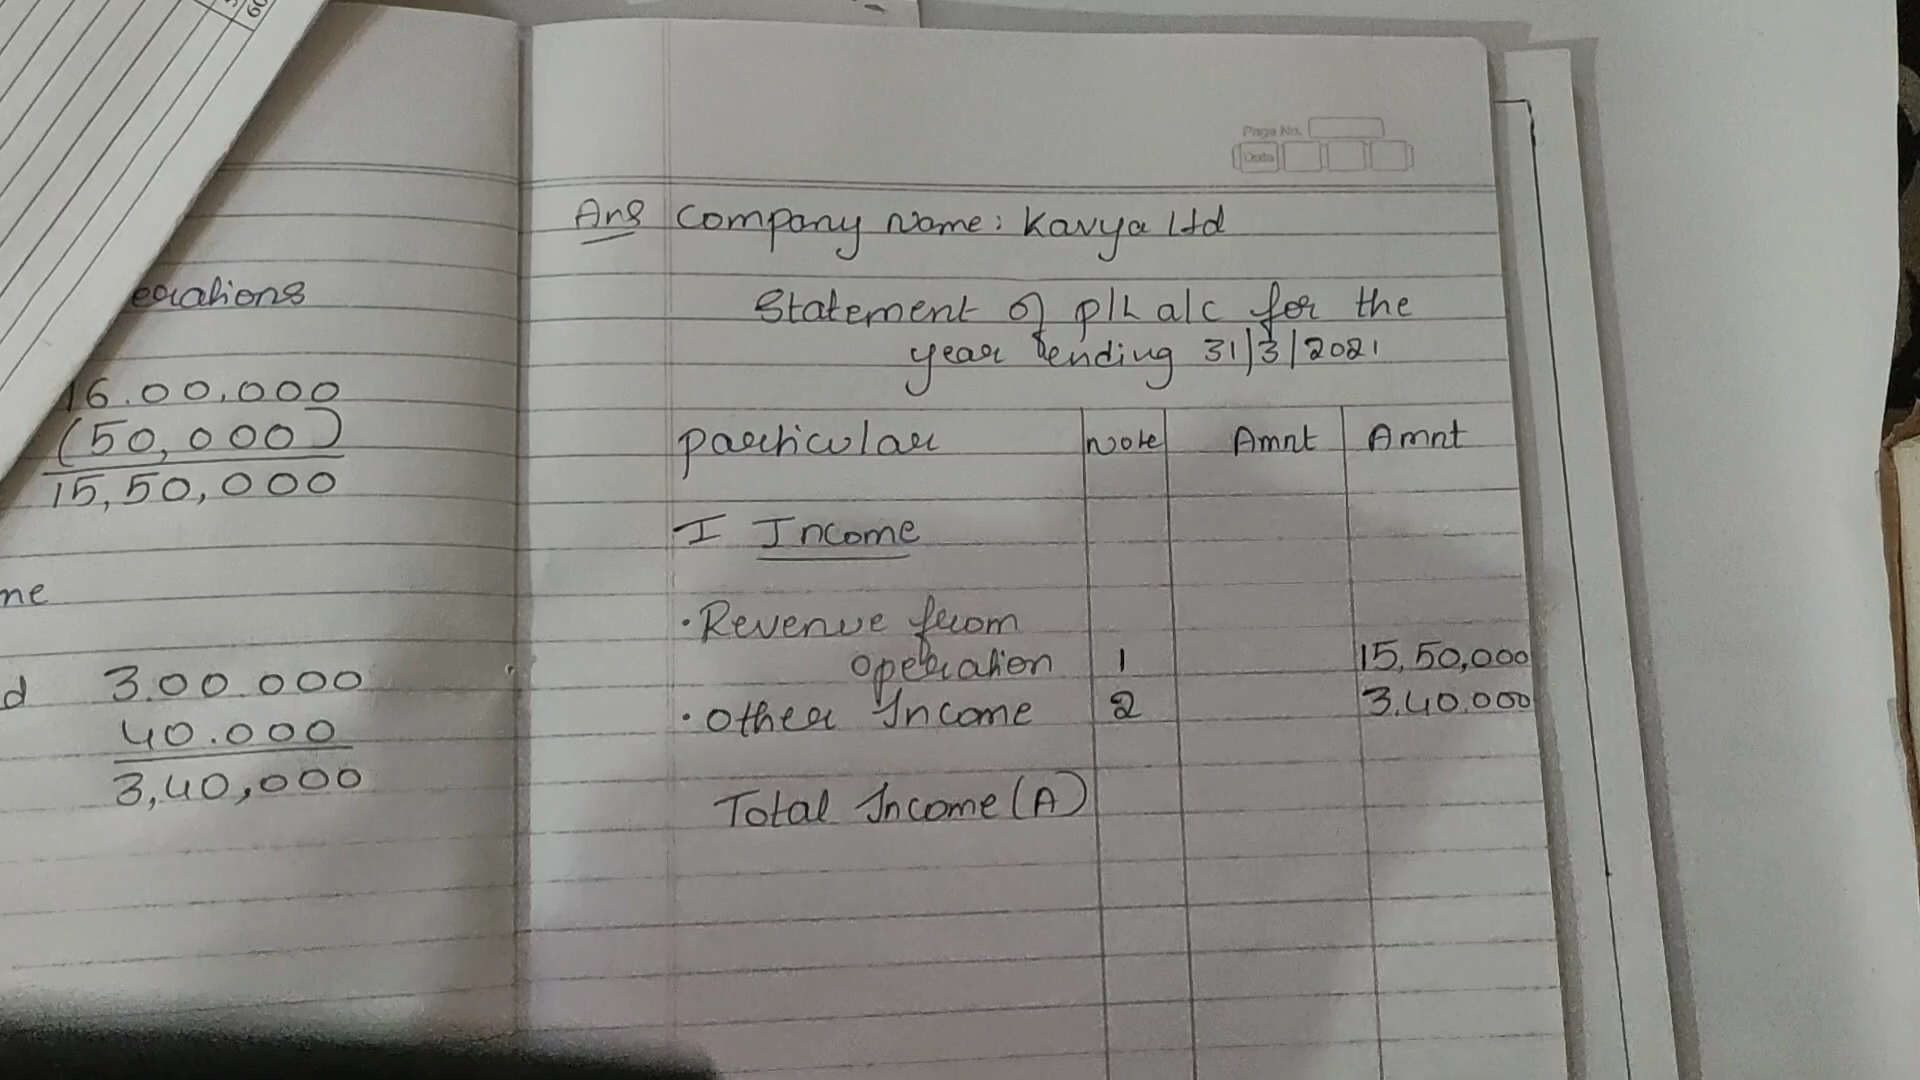 60
erations
16.00,000
(50,000)
15,50,000
me
d 3.00.000
40.000
3,40,000
Page No.
Date
Ans Company Name: Kavya Ltd
Statement of P/L a/c for the
year ending 31/3/2021
Particular Note Amnt Amnt
I Income
• Revenue from
operation 1 15,50,000
• Other Income 2 3,40.000
Total Income (A)